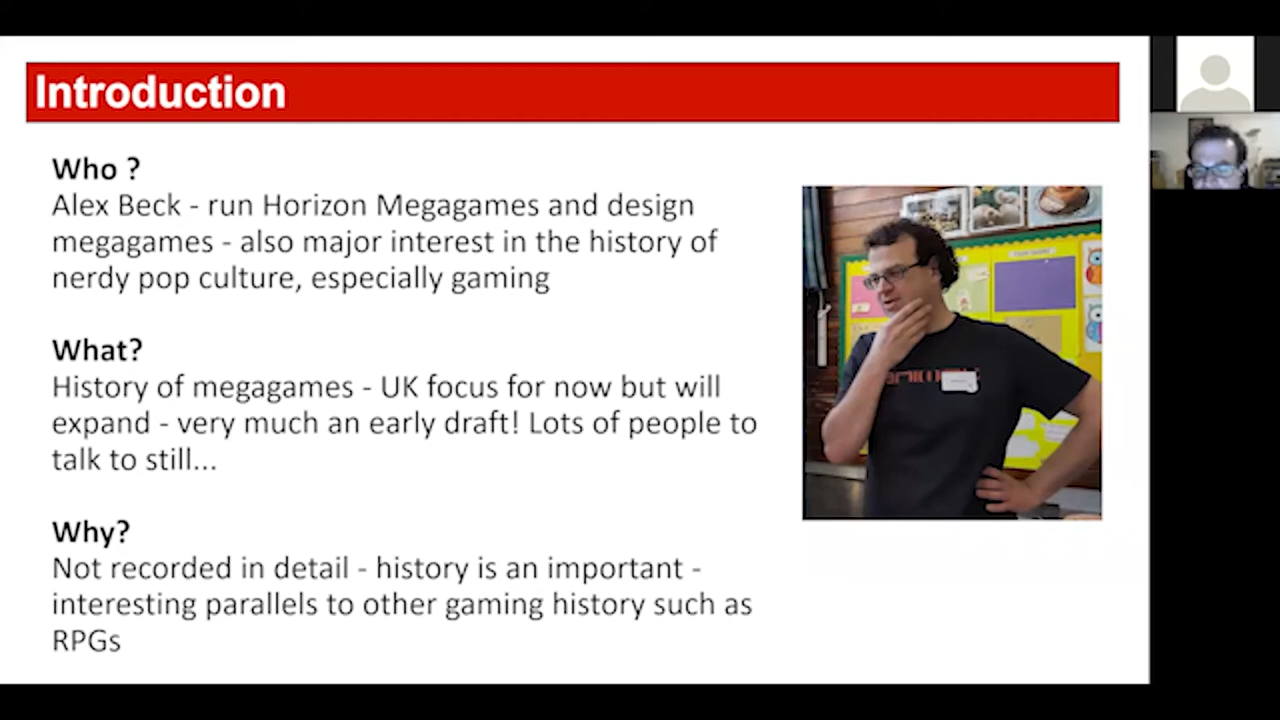 Introduction
Who ?
Alex Beck - run Horizon Megagames and design
megagames - also major interest in the history of
nerdy pop culture, especially gaming
What?
History of megagames - UK focus for now but will
expand - very much an early draft! Lots of people to
talk to still...
Why?
Not recorded in detail - history is an important -
interesting parallels to other gaming history such as
RPGs